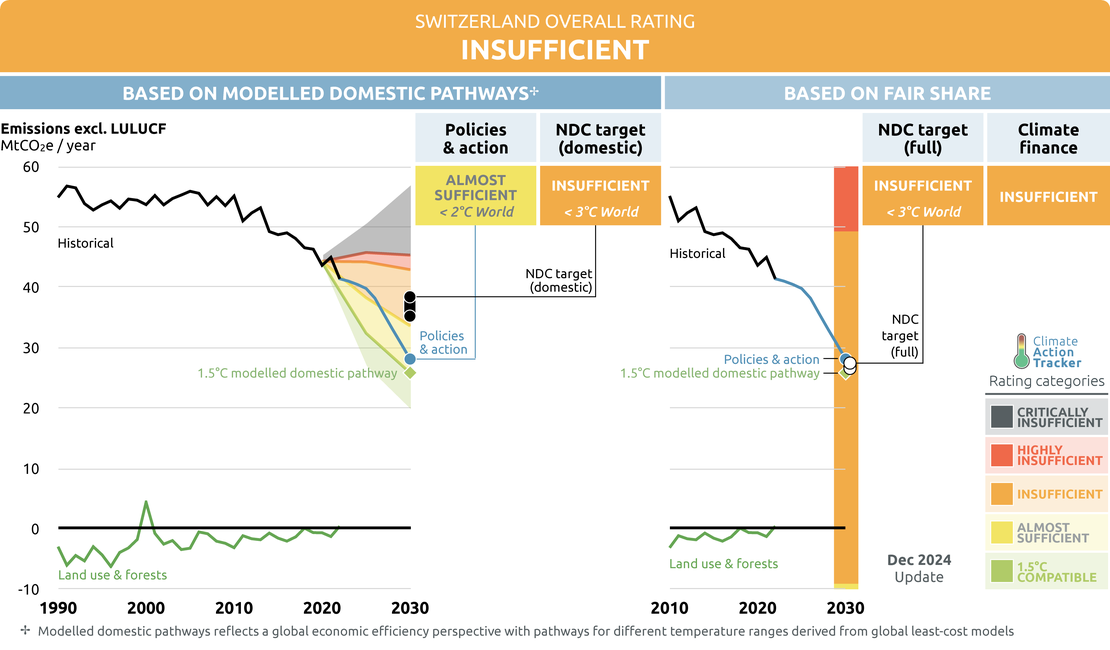 SWITZERLAND OVERALL RATING
INSUFFICIENT
BASED ON MODELLED DOMESTIC PATHWAYS✢
BASED ON FAIR SHARE
Emissions excl. LULUCF
MtCO₂e / year
Policies
& action
NDC target
(domestic)
NDC target
(full)
Climate
finance
ALMOST
SUFFICIENT
< 2°C World
INSUFFICIENT
< 3°C World
INSUFFICIENT
< 3°C World
INSUFFICIENT
60
50
40
30
20
10
0
-10
Historical
NDC target
(domestic)
Policies
& action
1.5°C modelled domestic pathway
Land use & forests
1990
2000
2010
2020
2030
Historical
NDC
target
(full)
Policies & action
1.5°C modelled domestic pathway
Land use & forests
2010
2020
2030
Dec 2024
Update
Climate
Action
Tracker
Rating categories
CRITICALLY
INSUFFICIENT
HIGHLY
INSUFFICIENT
INSUFFICIENT
ALMOST
SUFFICIENT
1.5°C
COMPATIBLE
✢ Modelled domestic pathways reflects a global economic efficiency perspective with pathways for different temperature ranges derived from global least-cost models